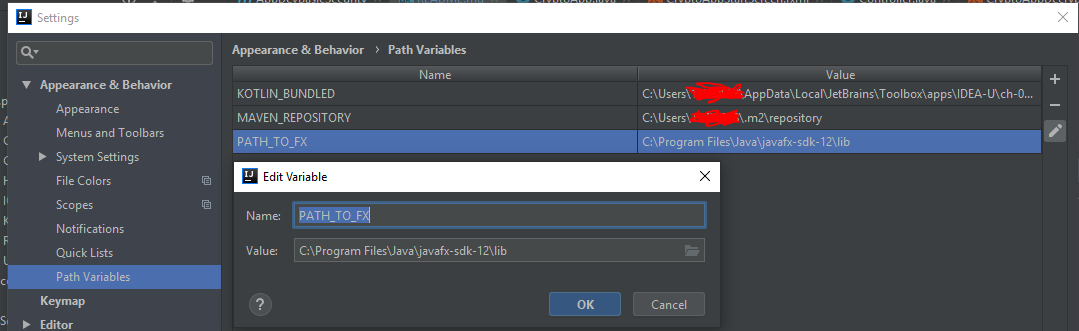 Settings
Appearance & Behavior › Path Variables
Appearance & Behavior
Appearance
Menus and Toolbars
System Settings
File Colors
Scopes
Notifications
Quick Lists
Path Variables
Keymap
Editor
Name Value
KOTLIN_BUNDLED C:\Users\ \AppData\Local\JetBrains\Toolbox\apps\IDEA-U\ch-0...
MAVEN_REPOSITORY C:\Users\ \.m2\repository
PATH_TO_FX C:\Program Files\Java\javafx-sdk-12\lib
Edit Variable
Name: PATH_TO_FX
Value: C:\Program Files\Java\javafx-sdk-12\lib
? OK Cancel